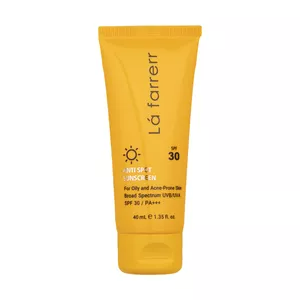 Lá farrerr
SPF
30
ANTI SPOT
SUNSCREEN
For Oily and Acne-Prone Skin
Broad Spectrum UVB/UVA
SPF 30 / PA+++
40 mL ℮ 1.35 fl. oz.